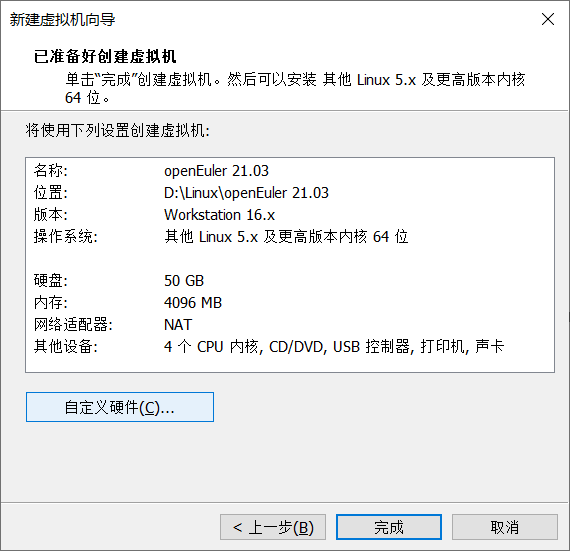 新建虚拟机向导
已准备好创建虚拟机
单击“完成”创建虚拟机。然后可以安装 其他 Linux 5.x 及更高版本内核
64 位。
将使用下列设置创建虚拟机:
名称: openEuler 21.03
位置: D:\Linux\openEuler 21.03
版本: Workstation 16.x
操作系统: 其他 Linux 5.x 及更高版本内核 64 位
硬盘: 50 GB
内存: 4096 MB
网络适配器: NAT
其他设备: 4 个 CPU 内核, CD/DVD, USB 控制器, 打印机, 声卡
自定义硬件(C)...
< 上一步(B) 完成 取消